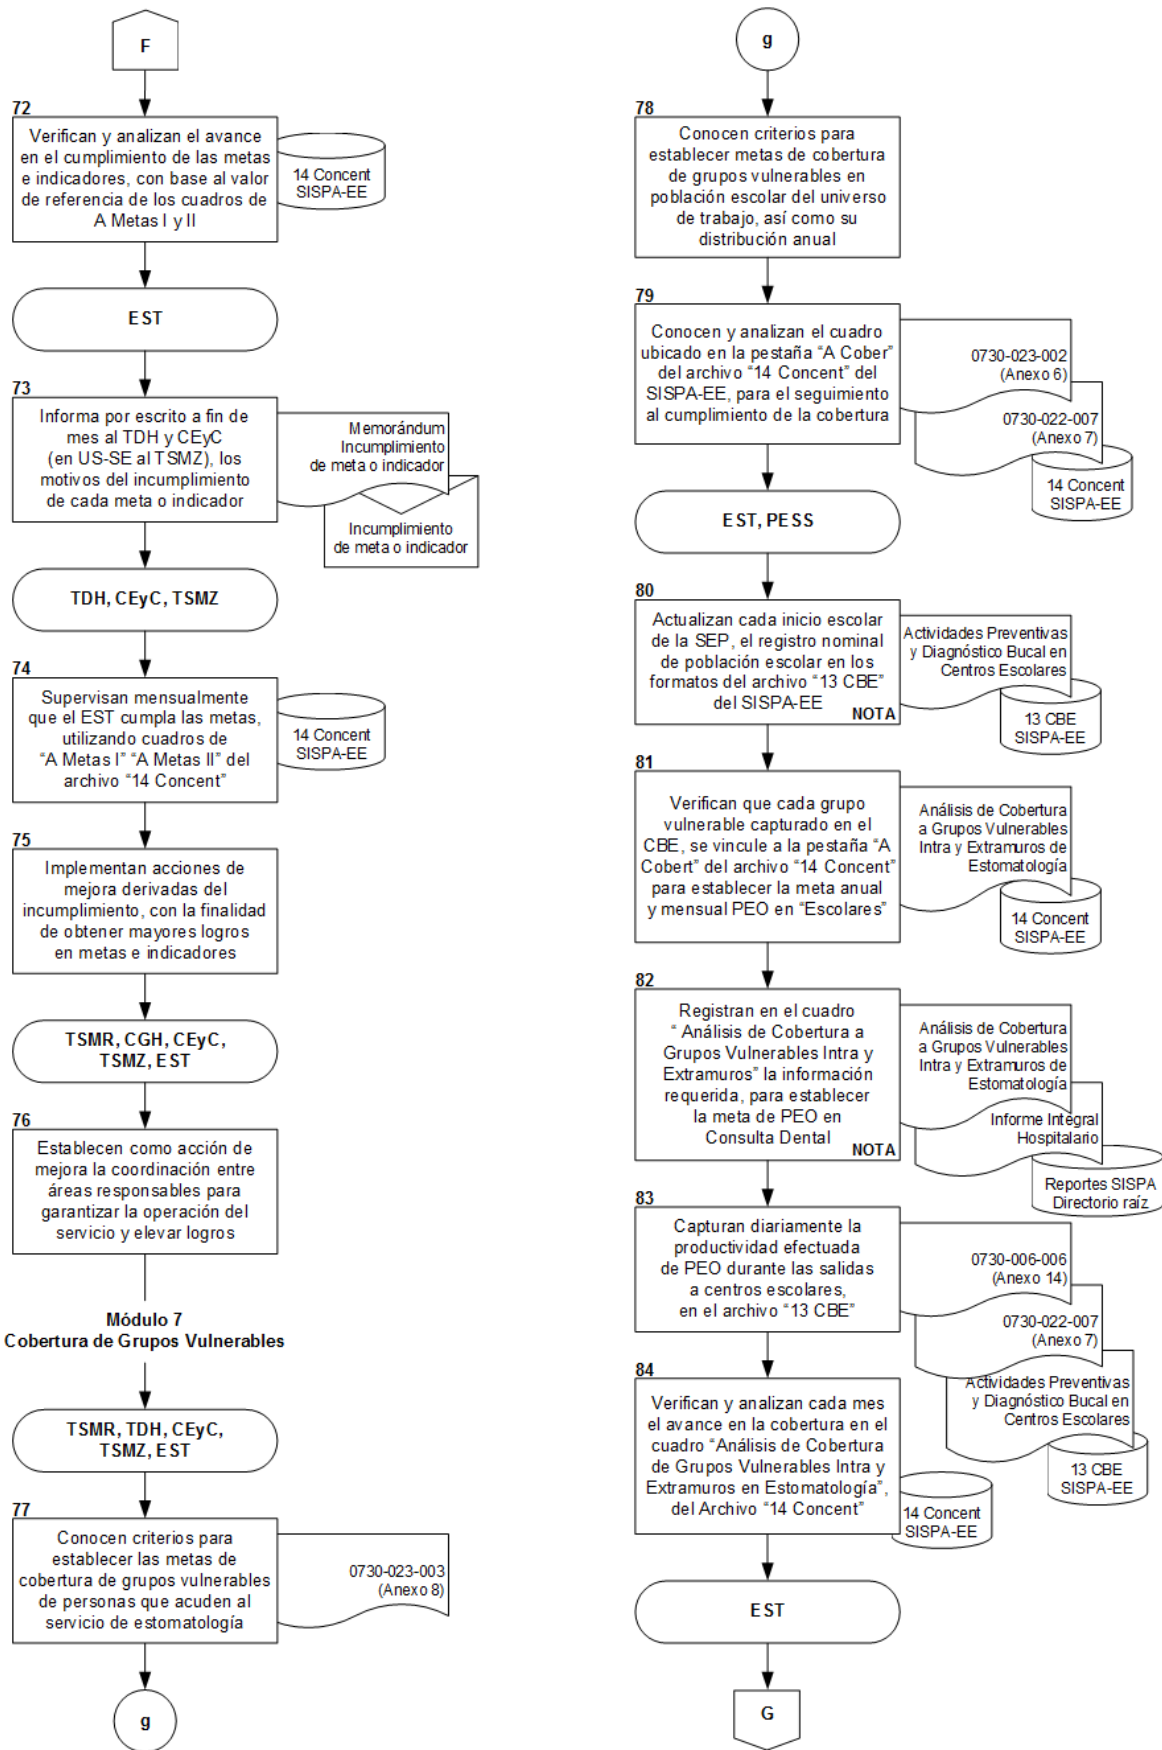 F
72
Verifican y analizan el avance
en el cumplimiento de las metas
e indicadores, con base al valor
de referencia de los cuadros de
A Metas I y II
14 Concent
SISPA-EE
EST
73
Informa por escrito a fin de
mes al TDH y CEyC
(en US-SE al TSMZ), los
motivos del incumplimiento
de cada meta o indicador
Memorándum
Incumplimiento
de meta o indicador
Incumplimiento
de meta o indicador
TDH, CEyC, TSMZ
74
Supervisan mensualmente
que el EST cumpla las metas,
utilizando cuadros de
“A Metas I” “A Metas II” del
archivo “14 Concent”
14 Concent
SISPA-EE
75
Implementan acciones de
mejora derivadas del
incumplimiento, con la finalidad
de obtener mayores logros
en metas e indicadores
TSMR, CGH, CEyC,
TSMZ, EST
76
Establecen como acción de
mejora la coordinación entre
áreas responsables para
garantizar la operación del
servicio y elevar logros
Módulo 7
Cobertura de Grupos Vulnerables
TSMR, TDH, CEyC,
TSMZ, EST
77
Conocen criterios para
establecer las metas de
cobertura de grupos vulnerables
de personas que acuden al
servicio de estomatología
0730-023-003
(Anexo 8)
g
g
78
Conocen criterios para
establecer metas de cobertura
de grupos vulnerables en
población escolar del universo
de trabajo, así como su
distribución anual
79
Conocen y analizan el cuadro
ubicado en la pestaña “A Cober”
del archivo “14 Concent” del
SISPA-EE, para el seguimiento
al cumplimiento de la cobertura
0730-023-002
(Anexo 6)
0730-022-007
(Anexo 7)
14 Concent
SISPA-EE
EST, PESS
80
Actualizan cada inicio escolar
de la SEP, el registro nominal
de población escolar en los
formatos del archivo “13 CBE”
del SISPA-EE
NOTA
Actividades Preventivas
y Diagnóstico Bucal en
Centros Escolares
13 CBE
SISPA-EE
81
Verifican que cada grupo
vulnerable capturado en el
CBE, se vincule a la pestaña “A
Cobert” del archivo “14 Concent”
para establecer la meta anual
y mensual PEO en “Escolares”
Análisis de Cobertura
a Grupos Vulnerables
Intra y Extramuros de
Estomatología
14 Concent
SISPA-EE
82
Registran en el cuadro
“ Análisis de Cobertura a
Grupos Vulnerables Intra y
Extramuros” la información
requerida, para establecer
la meta de PEO en
Consulta Dental
NOTA
Análisis de Cobertura
a Grupos Vulnerables
Intra y Extramuros de
Estomatología
Informe Integral
Hospitalario
Reportes SISPA
Directorio raíz
83
Capturan diariamente la
productividad efectuada
de PEO durante las salidas
a centros escolares,
en el archivo “13 CBE”
0730-006-006
(Anexo 14)
0730-022-007
(Anexo 7)
Actividades Preventivas
y Diagnóstico Bucal en
Centros Escolares
13 CBE
SISPA-EE
84
Verifican y analizan cada mes
el avance en la cobertura en el
cuadro “Análisis de Cobertura
de Grupos Vulnerables Intra y
Extramuros en Estomatología”,
del Archivo “14 Concent”
14 Concent
SISPA-EE
EST
G